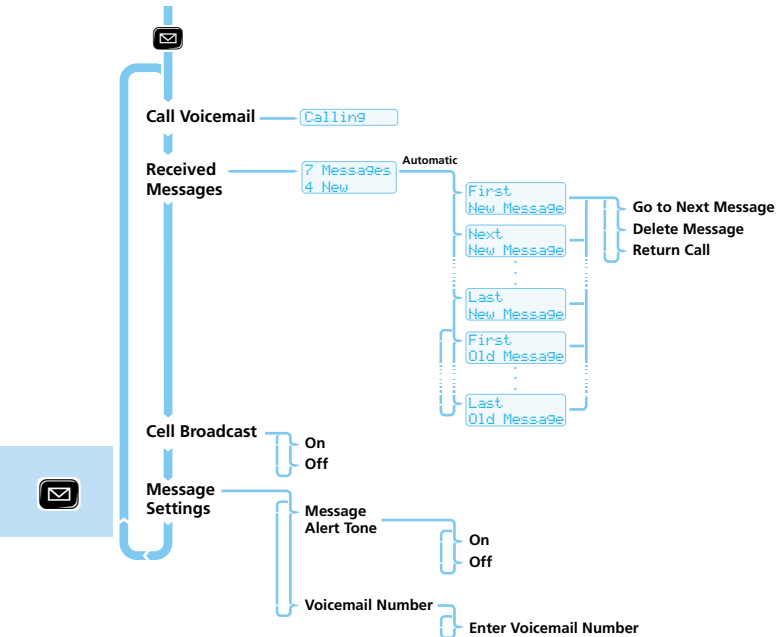 Call Voicemail
Calling
Received
Messages
7 Messages
4 New
Automatic
First
New Message
Next
New Message
Last
New Message
First
Old Message
Last
Old Message
Go to Next Message
Delete Message
Return Call
Cell Broadcast
On
Off
Message
Settings
Message
Alert Tone
On
Off
Voicemail Number
Enter Voicemail Number